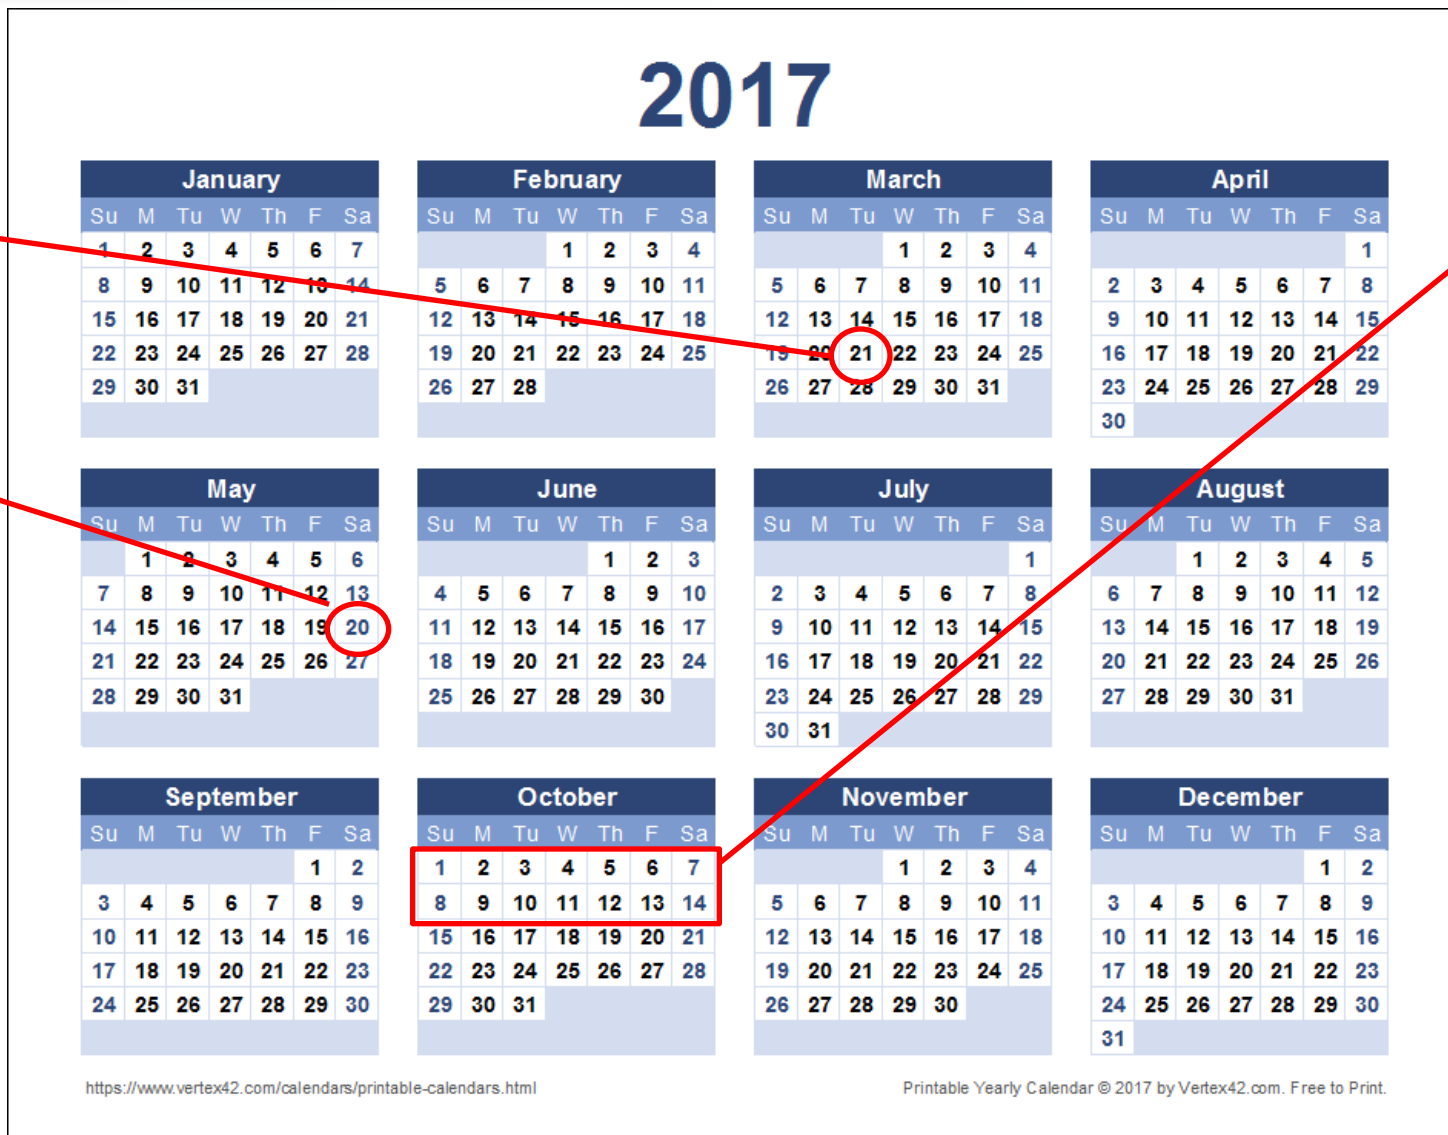 2017
January February March April
Su M Tu W Th F Sa Su M Tu W Th F Sa Su M Tu W Th F Sa Su M Tu W Th F Sa
1 2 3 4 5 6 7 1 2 3 4 1 2 3 4 1
8 9 10 11 12 13 14 5 6 7 8 9 10 11 5 6 7 8 9 10 11 2 3 4 5 6 7 8
15 16 17 18 19 20 21 12 13 14 15 16 17 18 12 13 14 15 16 17 18 9 10 11 12 13 14 15
22 23 24 25 26 27 28 19 20 21 22 23 24 25 19 20 21 22 23 24 25 16 17 18 19 20 21 22
29 30 31 26 27 28 26 27 28 29 30 31 23 24 25 26 27 28 29
30
May June July August
Su M Tu W Th F Sa Su M Tu W Th F Sa Su M Tu W Th F Sa Su M Tu W Th F Sa
1 2 3 4 5 6 1 2 3 1 1 2 3 4 5
7 8 9 10 11 12 13 4 5 6 7 8 9 10 2 3 4 5 6 7 8 6 7 8 9 10 11 12
14 15 16 17 18 19 20 11 12 13 14 15 16 17 9 10 11 12 13 14 15 13 14 15 16 17 18 19
21 22 23 24 25 26 27 18 19 20 21 22 23 24 16 17 18 19 20 21 22 20 21 22 23 24 25 26
28 29 30 31 25 26 27 28 29 30 23 24 25 26 27 28 29 27 28 29 30 31
30 31
September October November December
Su M Tu W Th F Sa Su M Tu W Th F Sa Su M Tu W Th F Sa Su M Tu W Th F Sa
1 2 1 2 3 4 5 6 7 1 2 3 4 1 2
3 4 5 6 7 8 9 8 9 10 11 12 13 14 5 6 7 8 9 10 11 3 4 5 6 7 8 9
10 11 12 13 14 15 16 15 16 17 18 19 20 21 12 13 14 15 16 17 18 10 11 12 13 14 15 16
17 18 19 20 21 22 23 22 23 24 25 26 27 28 19 20 21 22 23 24 25 17 18 19 20 21 22 23
24 25 26 27 28 29 30 29 30 31 26 27 28 29 30 24 25 26 27 28 29 30
31
https://www.vertex42.com/calendars/printable-calendars.html Printable Yearly Calendar © 2017 by Vertex42.com. Free to Print.